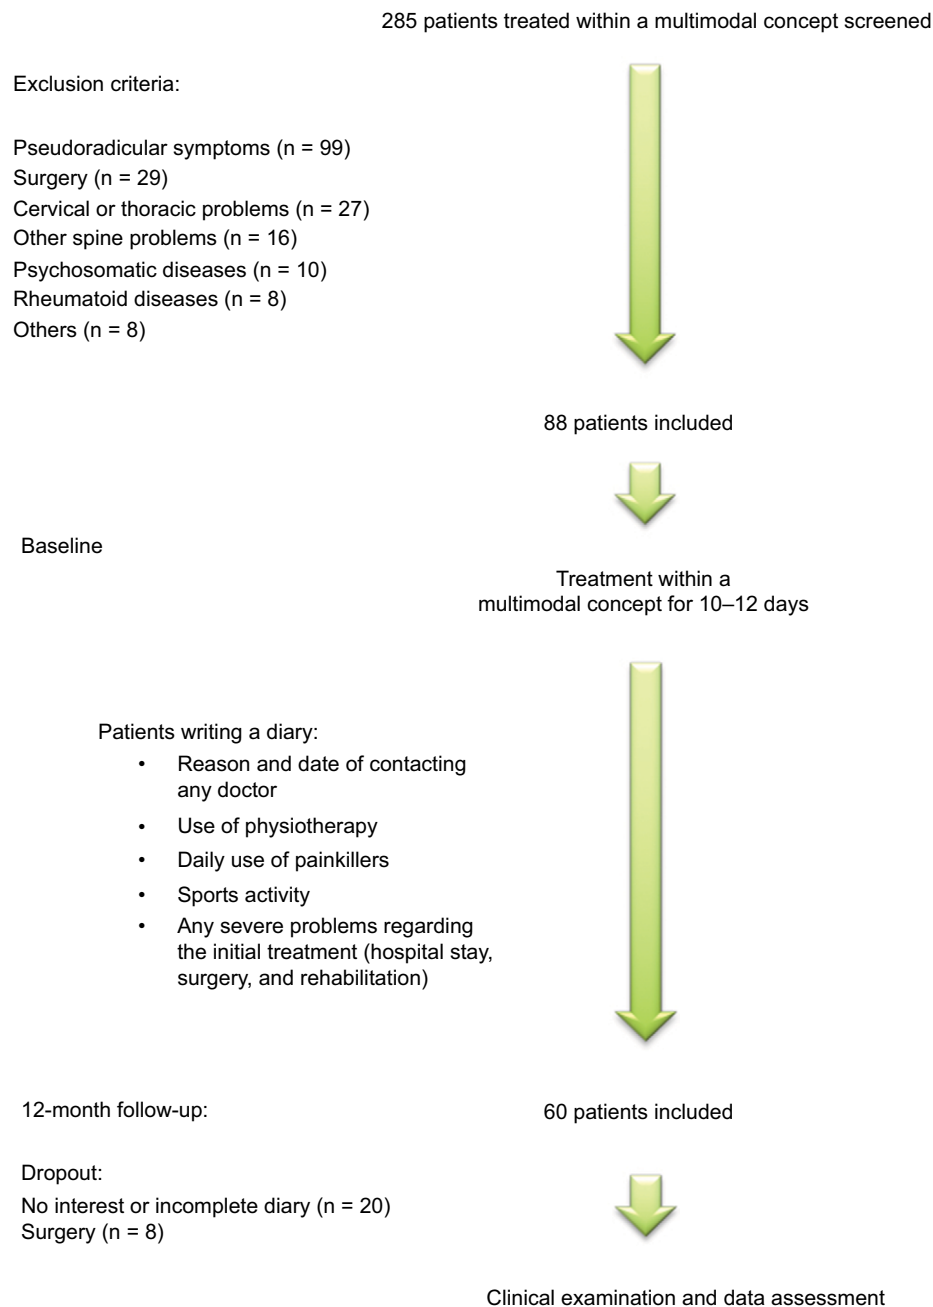 285 patients treated within a multimodal concept screened
Exclusion criteria:
Pseudoradicular symptoms (n = 99)
Surgery (n = 29)
Cervical or thoracic problems (n = 27)
Other spine problems (n = 16)
Psychosomatic diseases (n = 10)
Rheumatoid diseases (n = 8)
Others (n = 8)
88 patients included
Baseline
Treatment within a
multimodal concept for 10–12 days
Patients writing a diary:
• Reason and date of contacting
any doctor
• Use of physiotherapy
• Daily use of painkillers
• Sports activity
• Any severe problems regarding
the initial treatment (hospital stay,
surgery, and rehabilitation)
12-month follow-up:
60 patients included
Dropout:
No interest or incomplete diary (n = 20)
Surgery (n = 8)
Clinical examination and data assessment